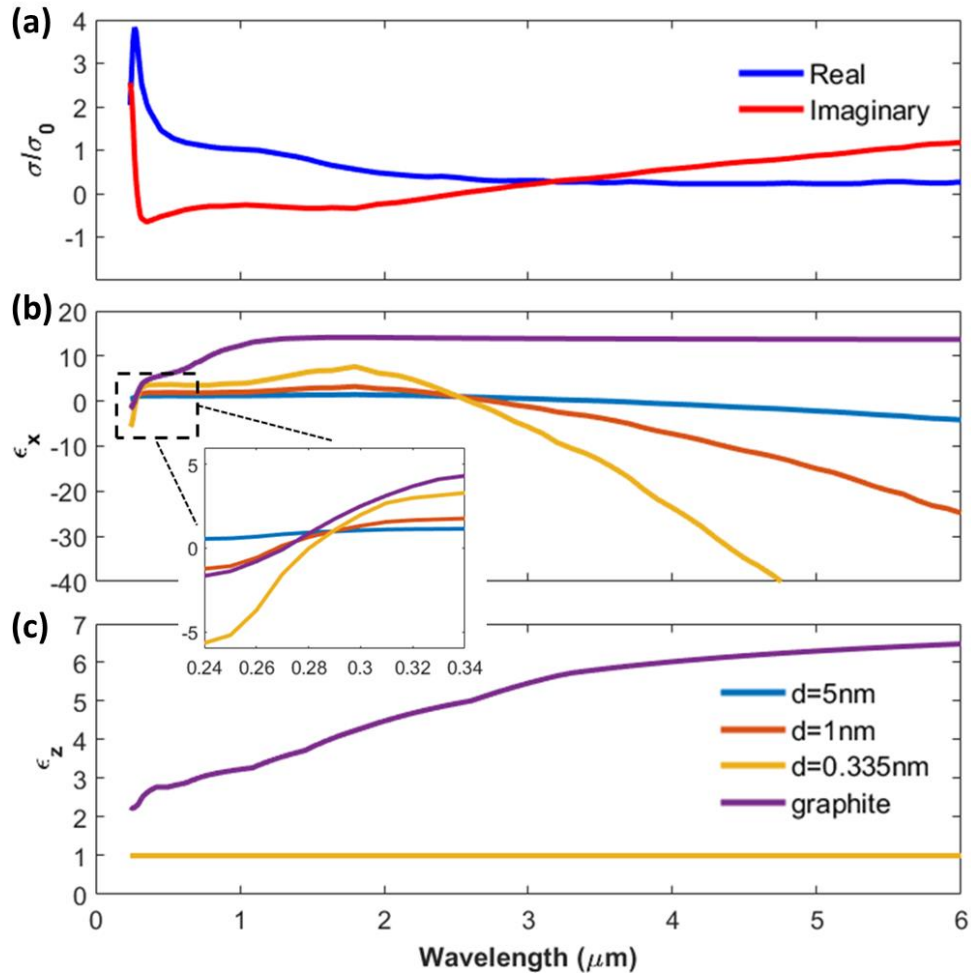 (a)
4
3
2
1
0
-1
σ/σ0
Real
Imaginary
(b)
20
10
0
-10
-20
-30
-40
ϵx
5
0
-5
0.24 0.26 0.28 0.3 0.32 0.34
(c)
7
6
5
4
3
2
1
0
ϵz
d=5nm
d=1nm
d=0.335nm
graphite
0 1 2 3 4 5 6
Wavelength (μm)